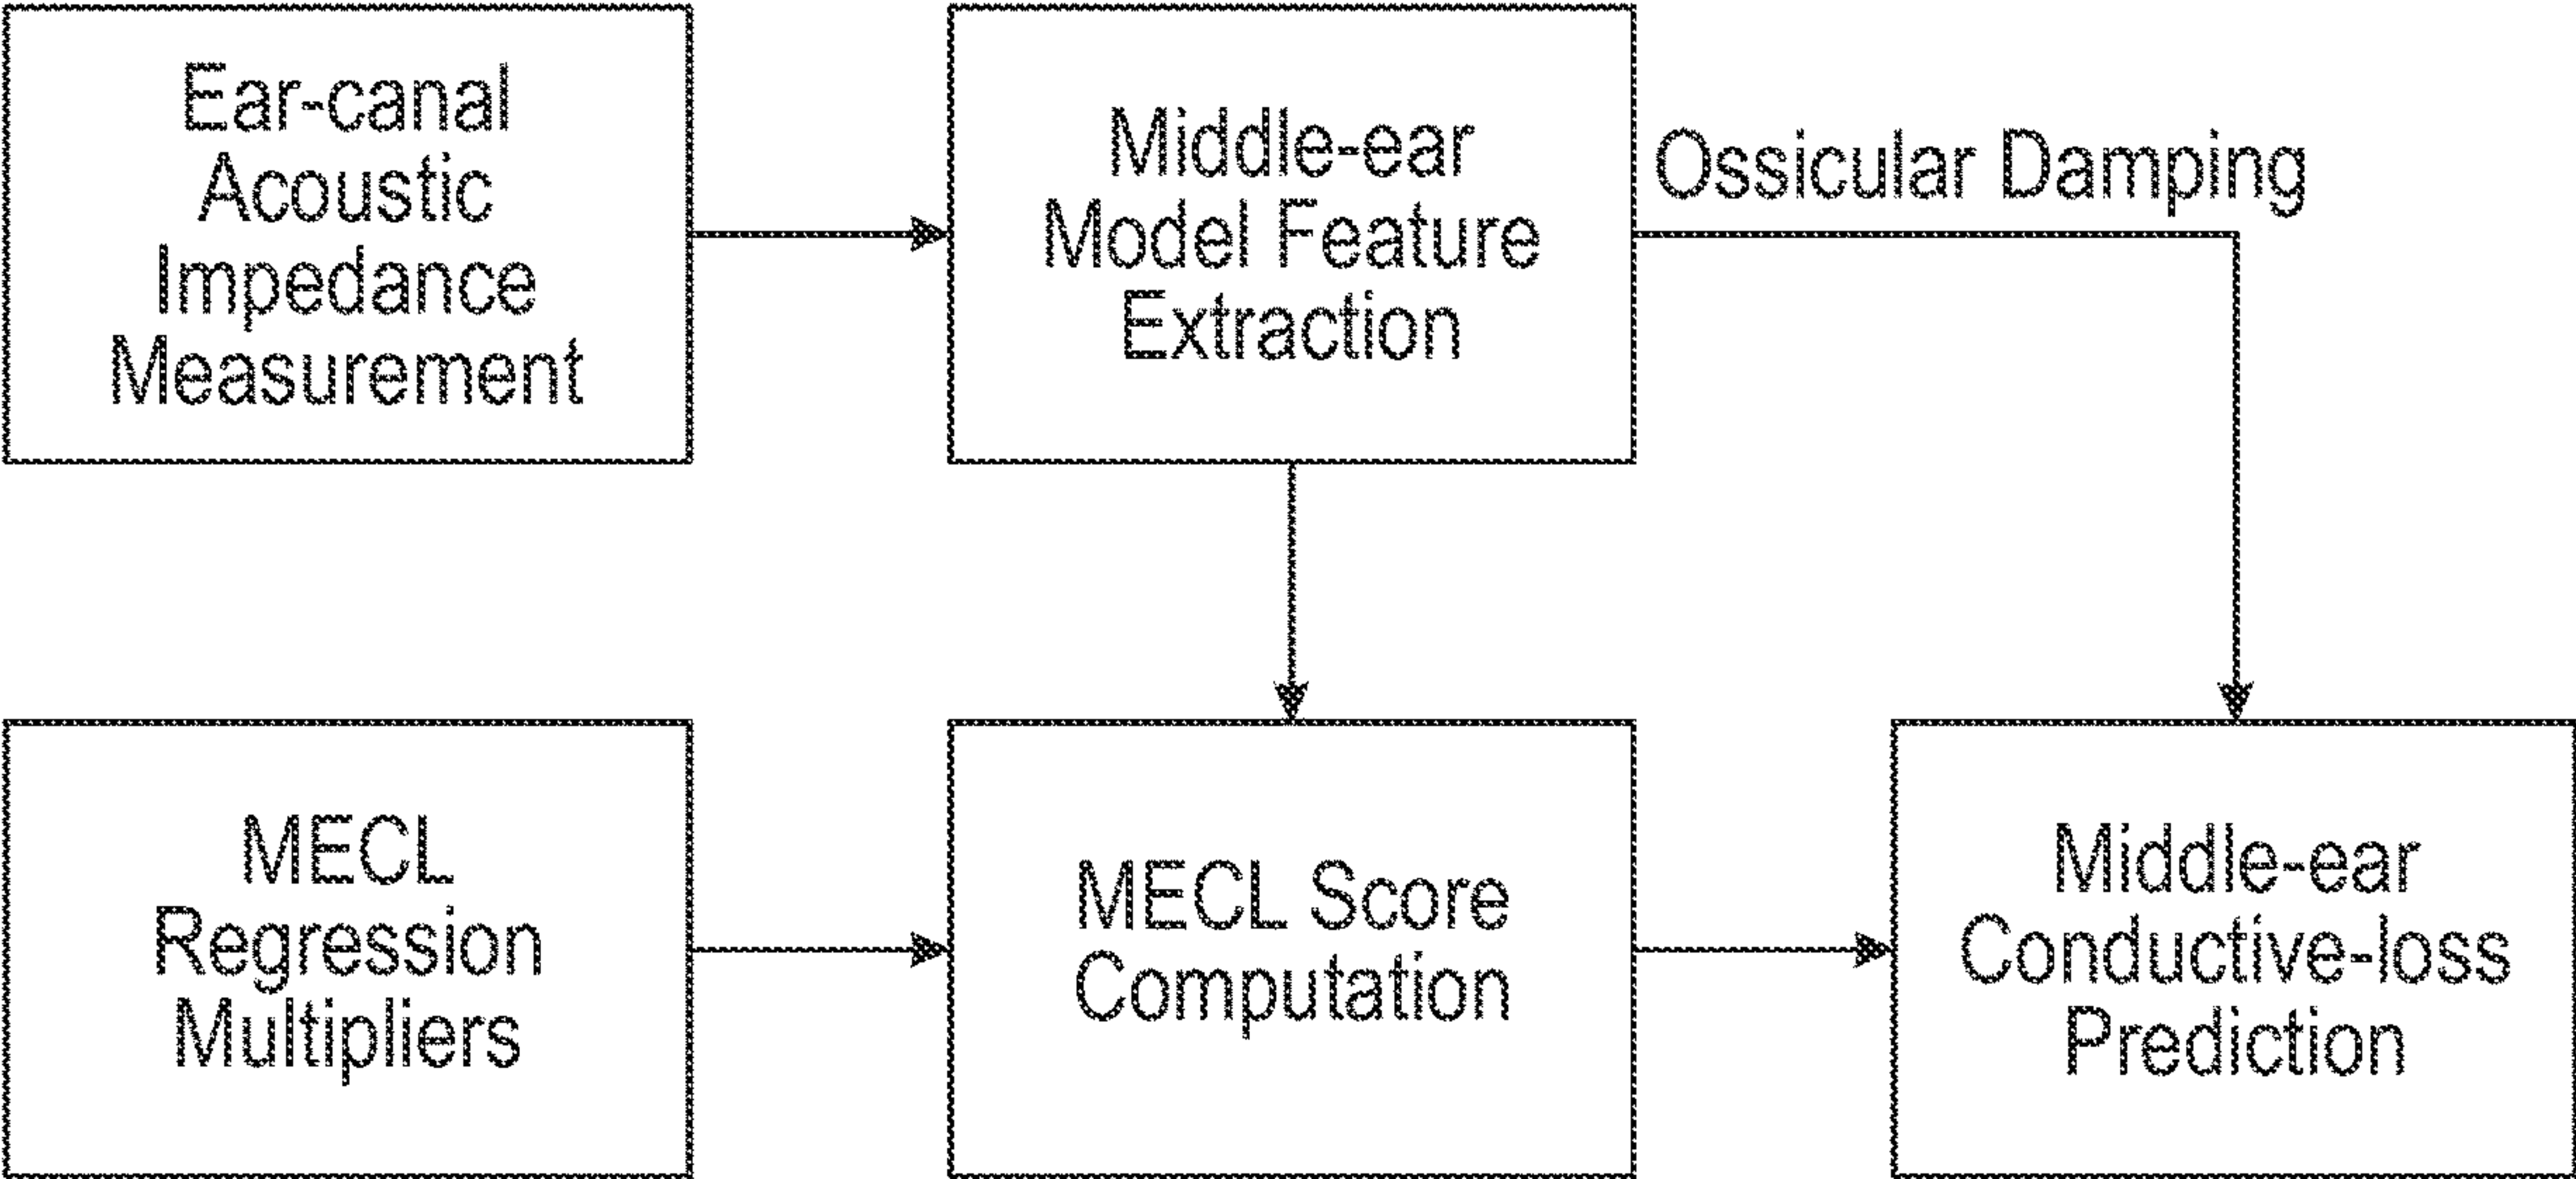 Ear-canal
Acoustic
Impedance
Measurement
Middle-ear
Model Feature
Extraction
Ossicular Damping
MECL
Regression
Multipliers
MECL Score
Computation
Middle-ear
Conductive-loss
Prediction